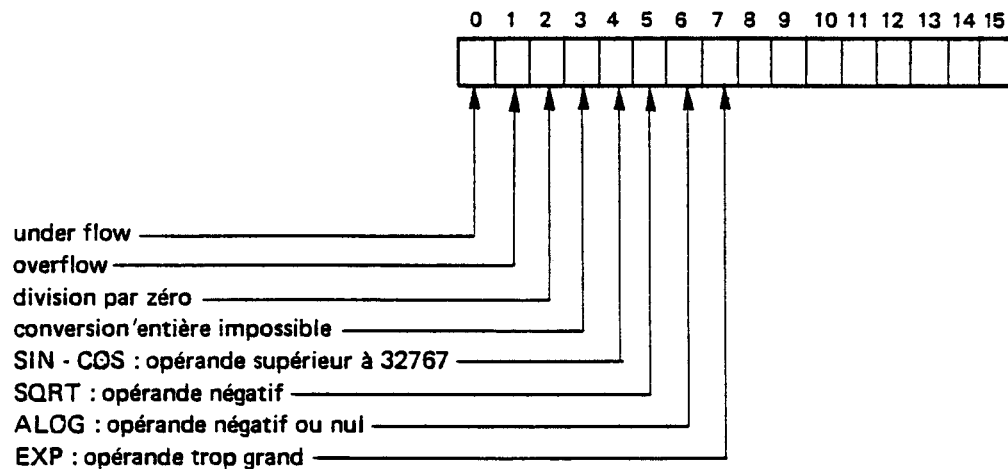 0 1 2 3 4 5 6 7 8 9 10 11 12 13 14 15
under flow
overflow
division par zéro
conversion'entière impossible
SIN - COS : opérande supérieur à 32767
SQRT : opérande négatif
ALOG : opérande négatif ou nul
EXP : opérande trop grand